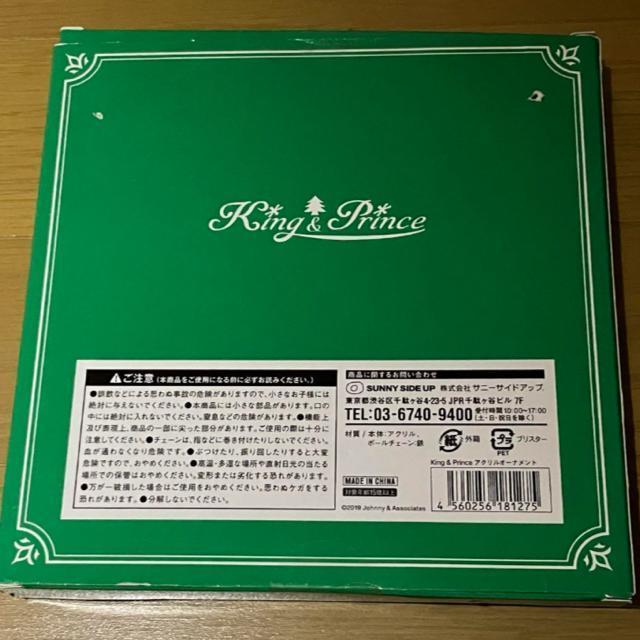 King & Prince
⚠ご注意 (本商品をご使用になる前に必ずお読みください。)
●誤飲などによる思わぬ事故の危険がありますので、小さなお子様には
絶対に与えないでください。●本商品には小さな部品があります。口の
中には絶対に入れないでください。窒息などの危険があります。●機能上
及び表現上、商品の一部に尖った部分があります。ご使用の際は十分に
注意してください。●チェーンは、指などに巻き付けたりしないでください。
血が通わなくなり危険です。●ぶつけたり、振り回したりすると大変
危険ですので、おやめください。●高温・多湿な場所や直射日光の当たる
場所での保管はおやめください。変形または劣化する恐れがあります。
●万が一破損した場合はご使用をおやめください。思わぬケガをする
恐れがあります。●分解しないでください。
商品に関するお問い合わせ
SUNNY SIDE UP 株式会社 サニーサイドアップ
東京都渋谷区千駄ヶ谷4-23-5 JPR千駄ヶ谷ビル 7F
TEL:03-6740-9400 受付時間 10:00~17:00
(土・日・祝日を除く)
材質/本体:アクリル、
ボールチェーン:鉄
紙 外箱
プラ ブリスター
PET
MADE IN CHINA
対象年齢15歳以上
©2019 Johnny & Associates
King & Prince アクリルオーナメント
4 560256 181275